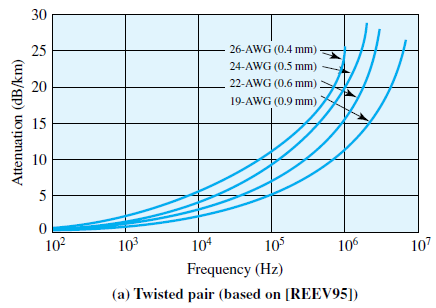 30
25
20
15
10
5
0
Attenuation (dB/km)
26-AWG (0.4 mm)
24-AWG (0.5 mm)
22-AWG (0.6 mm)
19-AWG (0.9 mm)
10² 10³ 10⁴ 10⁵ 10⁶ 10⁷
Frequency (Hz)
(a) Twisted pair (based on [REEV95])